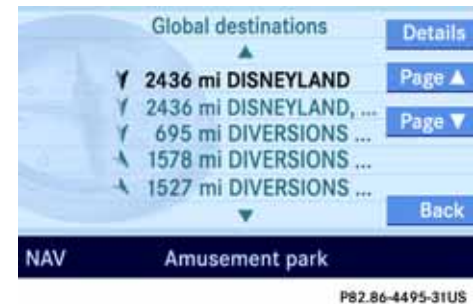 Global destinations
Details
2436 mi DISNEYLAND
Page ▲
2436 mi DISNEYLAND, ...
695 mi DIVERSIONS ...
Page ▼
1578 mi DIVERSIONS ...
1527 mi DIVERSIONS ...
Back
NAV Amusement park
P82.86-4495-31US